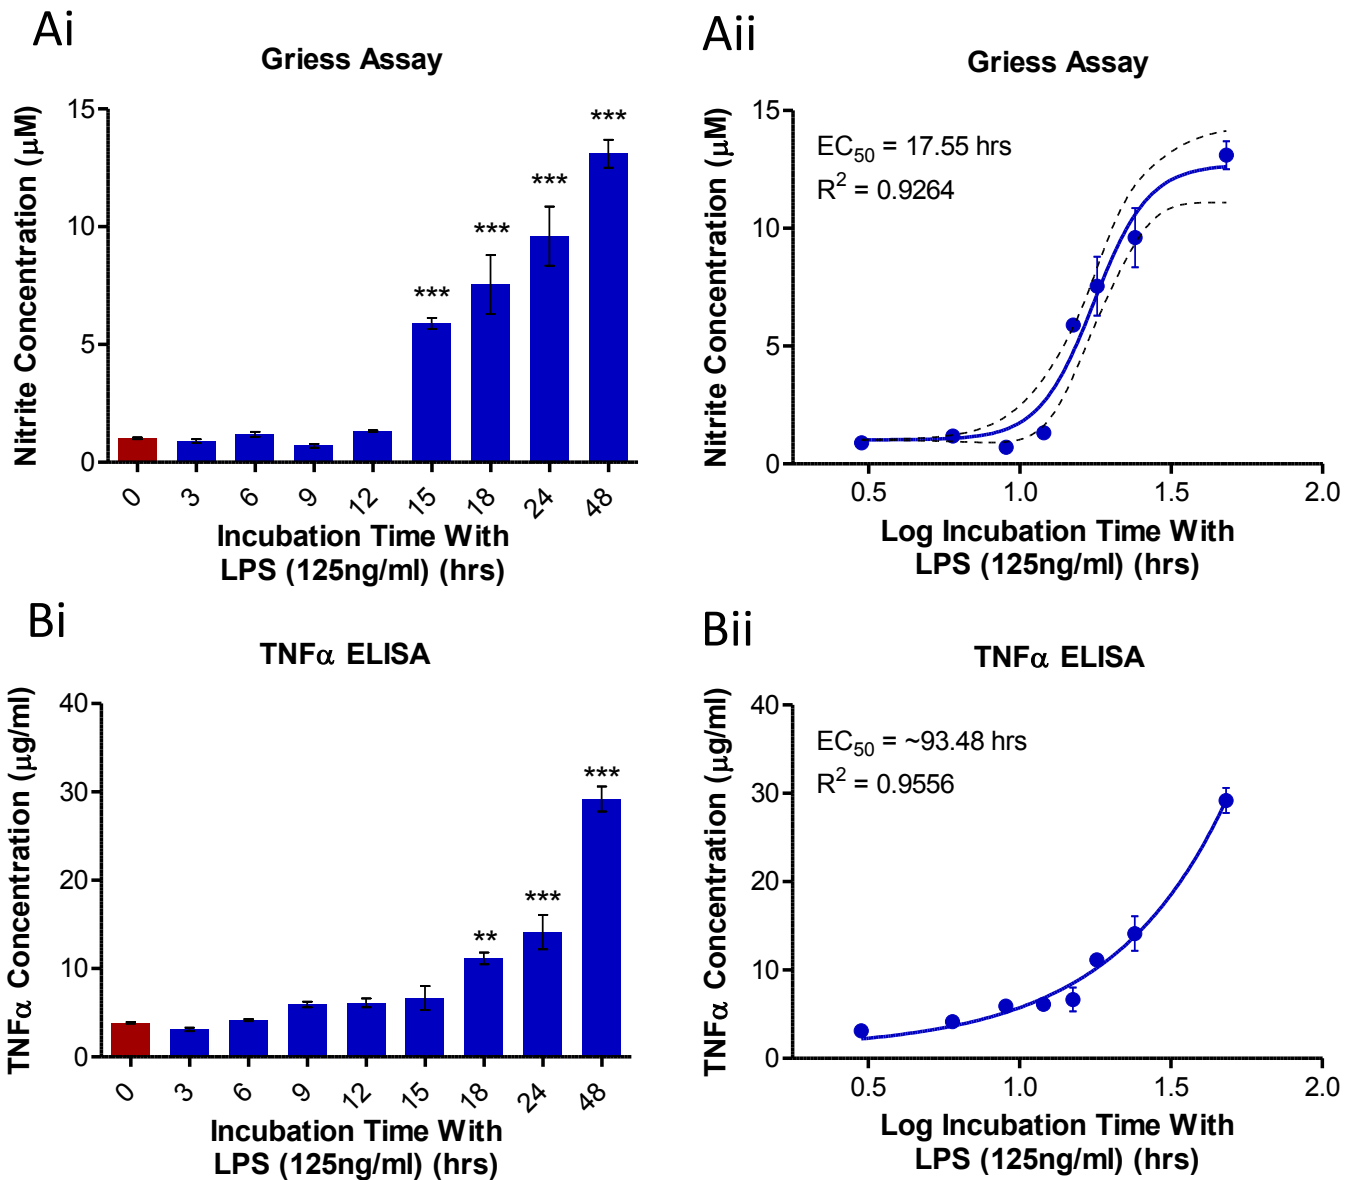 Ai
Griess Assay
Nitrite Concentration (μM)
15
10
5
0
***
***
***
***
***
0 3 6 9 12 15 18 24 48
Incubation Time With
LPS (125ng/ml) (hrs)
Aii
Griess Assay
Nitrite Concentration (μM)
15
10
5
0
EC50 = 17.55 hrs
R2 = 0.9264
0.5 1.0 1.5 2.0
Log Incubation Time With
LPS (125ng/ml) (hrs)
Bi
TNFα ELISA
TNFα Concentration (μg/ml)
40
30
20
10
0
**
***
***
0 3 6 9 12 15 18 24 48
Incubation Time With
LPS (125ng/ml) (hrs)
Bii
TNFα ELISA
TNFα Concentration (μg/ml)
40
30
20
10
0
EC50 = ~93.48 hrs
R2 = 0.9556
0.5 1.0 1.5 2.0
Log Incubation Time With
LPS (125ng/ml) (hrs)